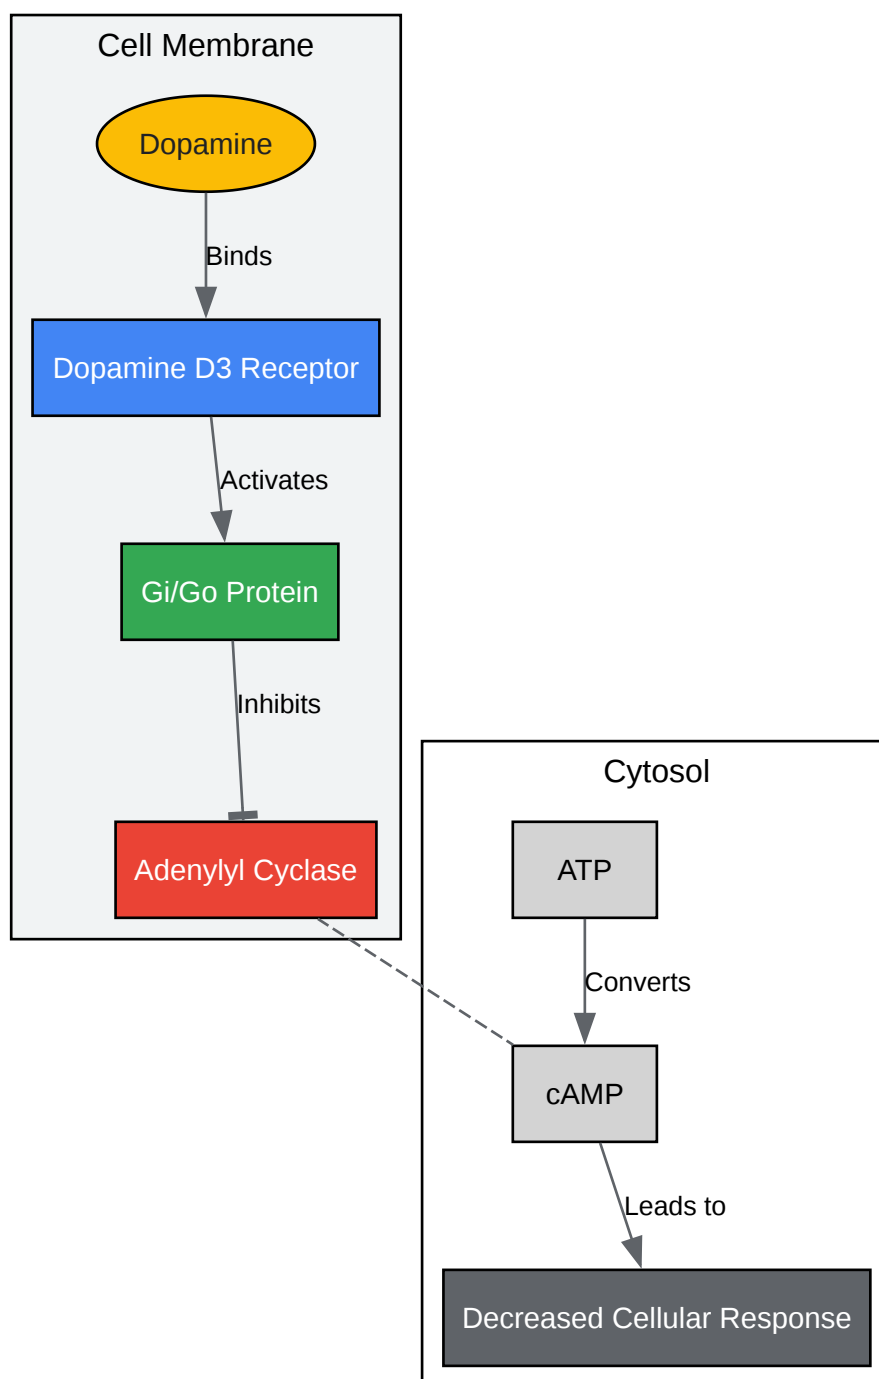 Cell Membrane
Dopamine
Binds
Dopamine D3 Receptor
Activates
Gi/Go Protein
Inhibits
Adenylyl Cyclase
Cytosol
ATP
Converts
cAMP
Leads to
Decreased Cellular Response